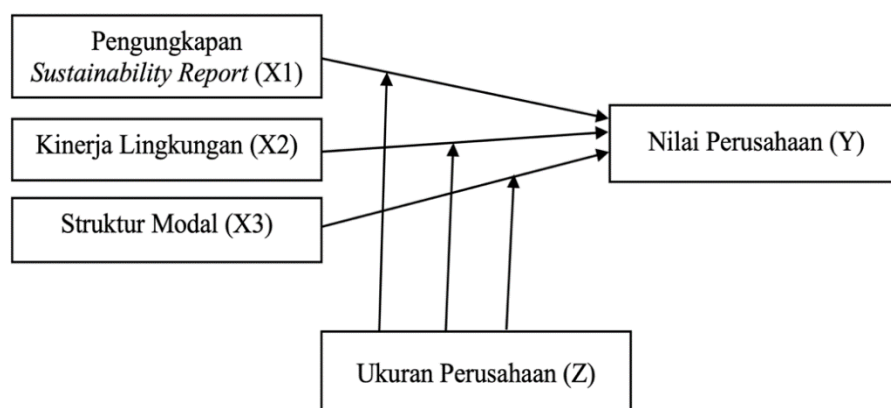 Pengungkapan
Sustainability Report (X1)
Kinerja Lingkungan (X2)
Nilai Perusahaan (Y)
Struktur Modal (X3)
Ukuran Perusahaan (Z)